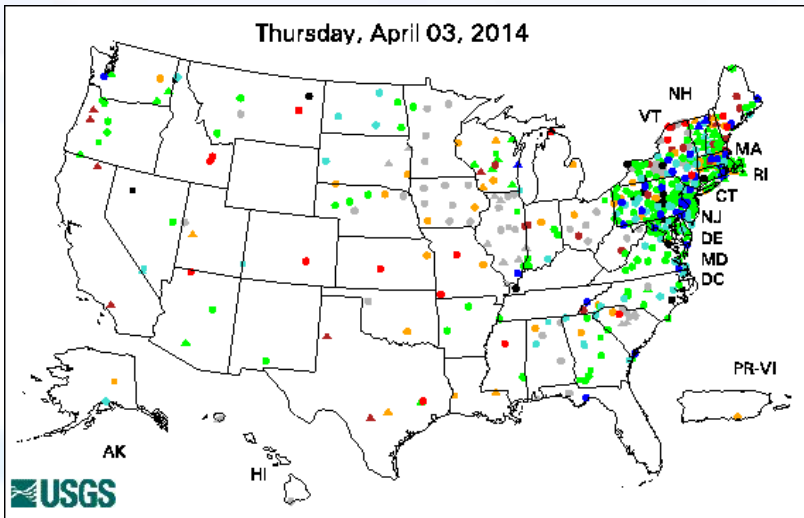 Thursday, April 03, 2014
NH
VT
MA
RI
CT
NJ
DE
MD
DC
PR-VI
AK
HI
USGS